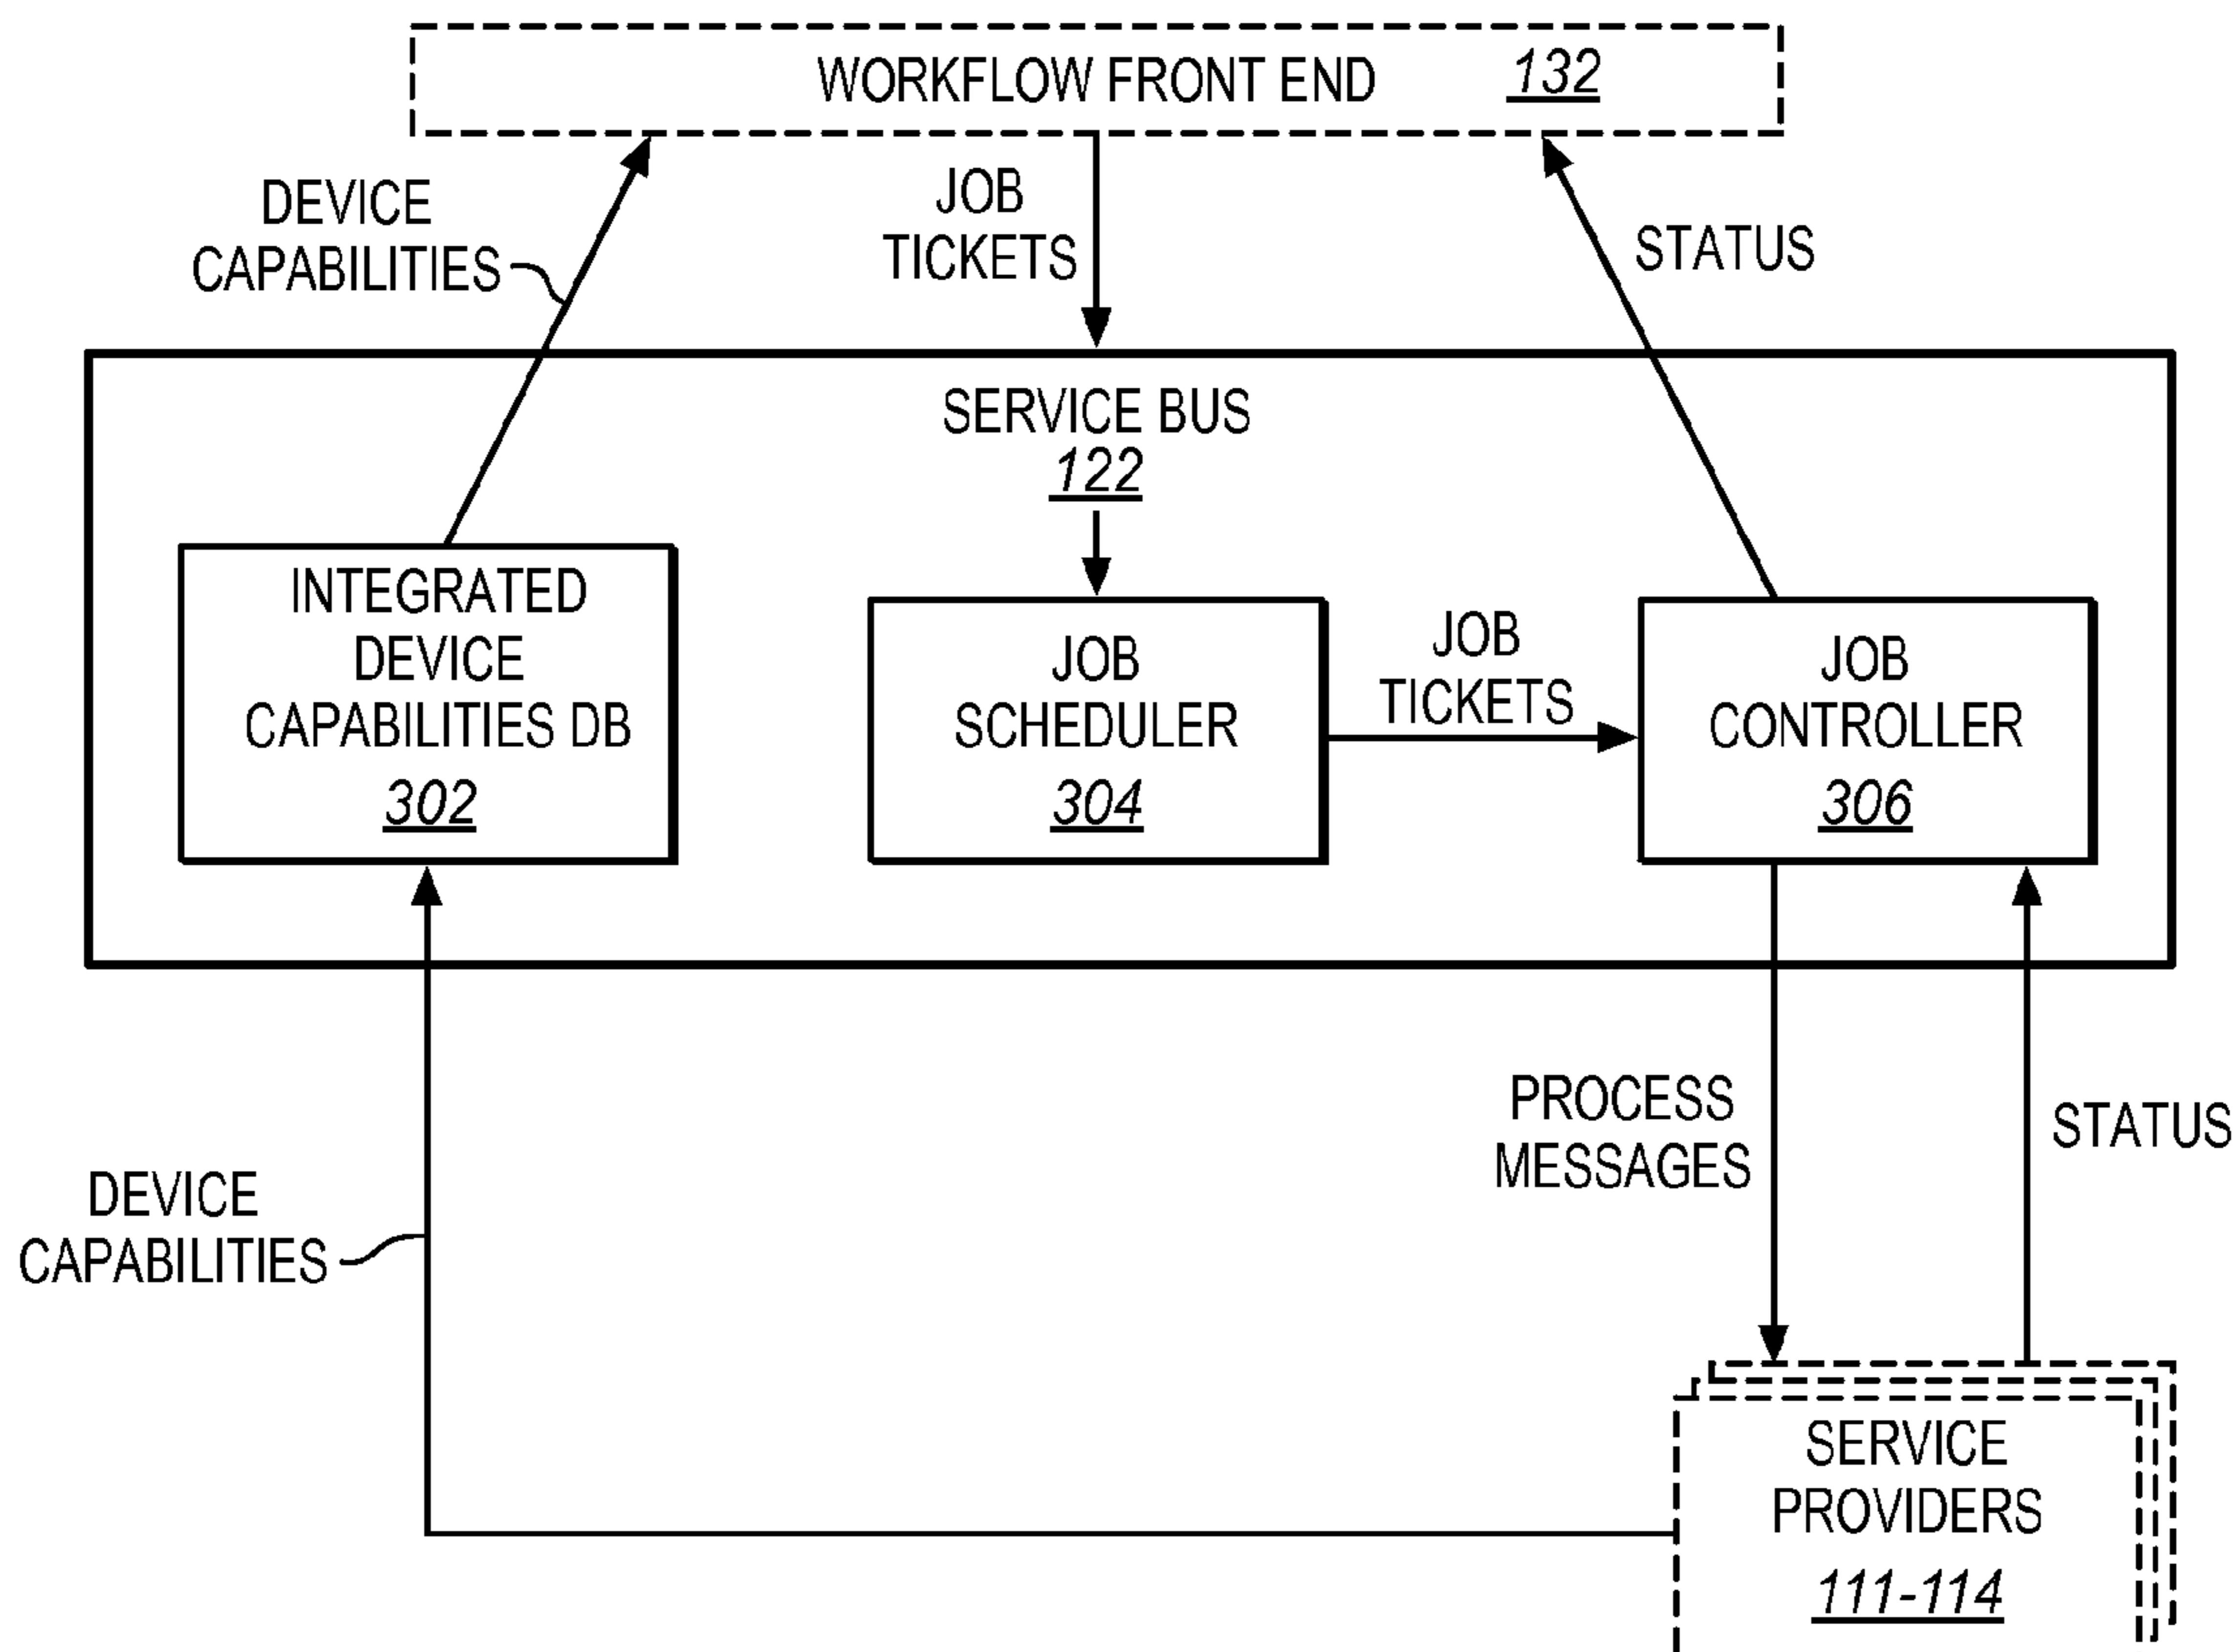 WORKFLOW FRONT END 132
DEVICE
CAPABILITIES
JOB
TICKETS
STATUS
SERVICE BUS
122
INTEGRATED
DEVICE
CAPABILITIES DB
302
JOB
SCHEDULER
304
JOB
TICKETS
JOB
CONTROLLER
306
PROCESS
MESSAGES
STATUS
DEVICE
CAPABILITIES
SERVICE
PROVIDERS
111-114